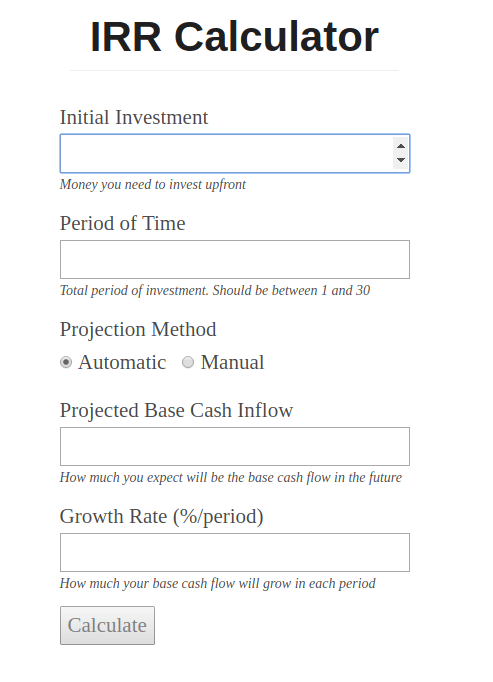 IRR Calculator
Initial Investment
Money you need to invest upfront
Period of Time
Total period of investment. Should be between 1 and 30
Projection Method
Automatic Manual
Projected Base Cash Inflow
How much you expect will be the base cash flow in the future
Growth Rate (%/period)
How much your base cash flow will grow in each period
Calculate